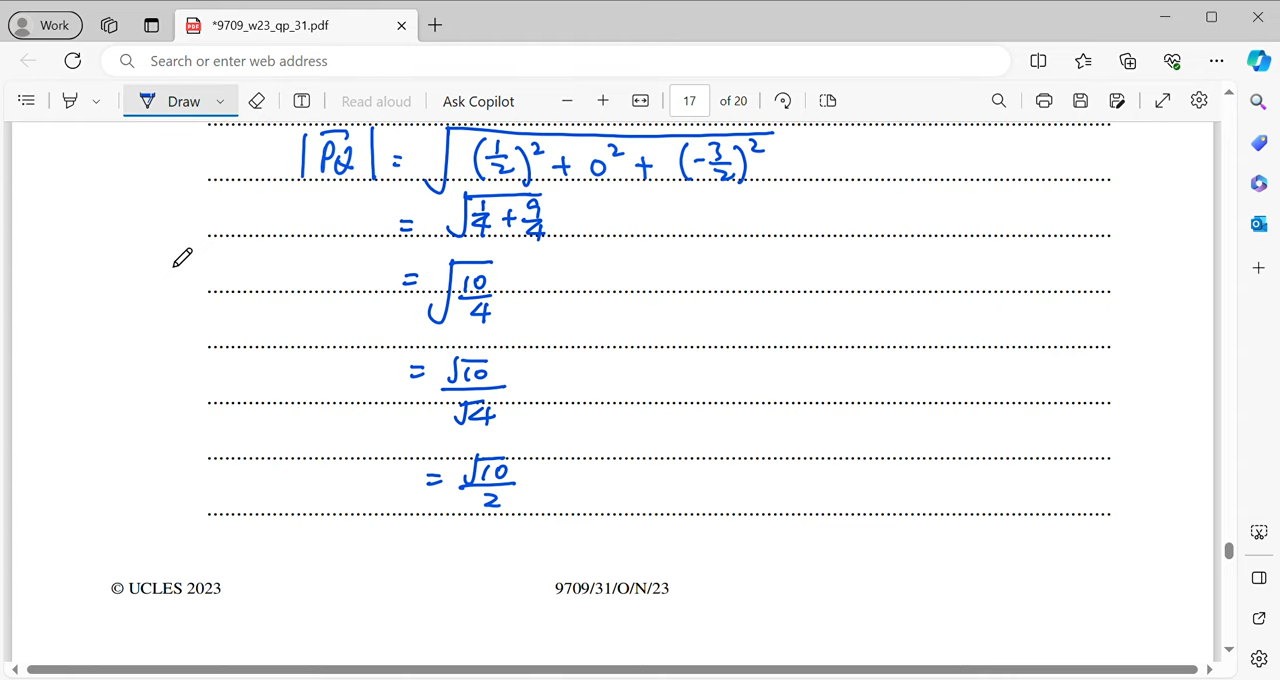 Work
*9709_w23_qp_31.pdf
Search or enter web address
Draw
Read aloud
Ask Copilot
17 of 20
|PQ⃗| = √((1/2)² + 0² + (-3/2)²)
= √(1/4 + 9/4)
= √(10/4)
= √10/√4
= √10/2
© UCLES 2023
9709/31/O/N/23